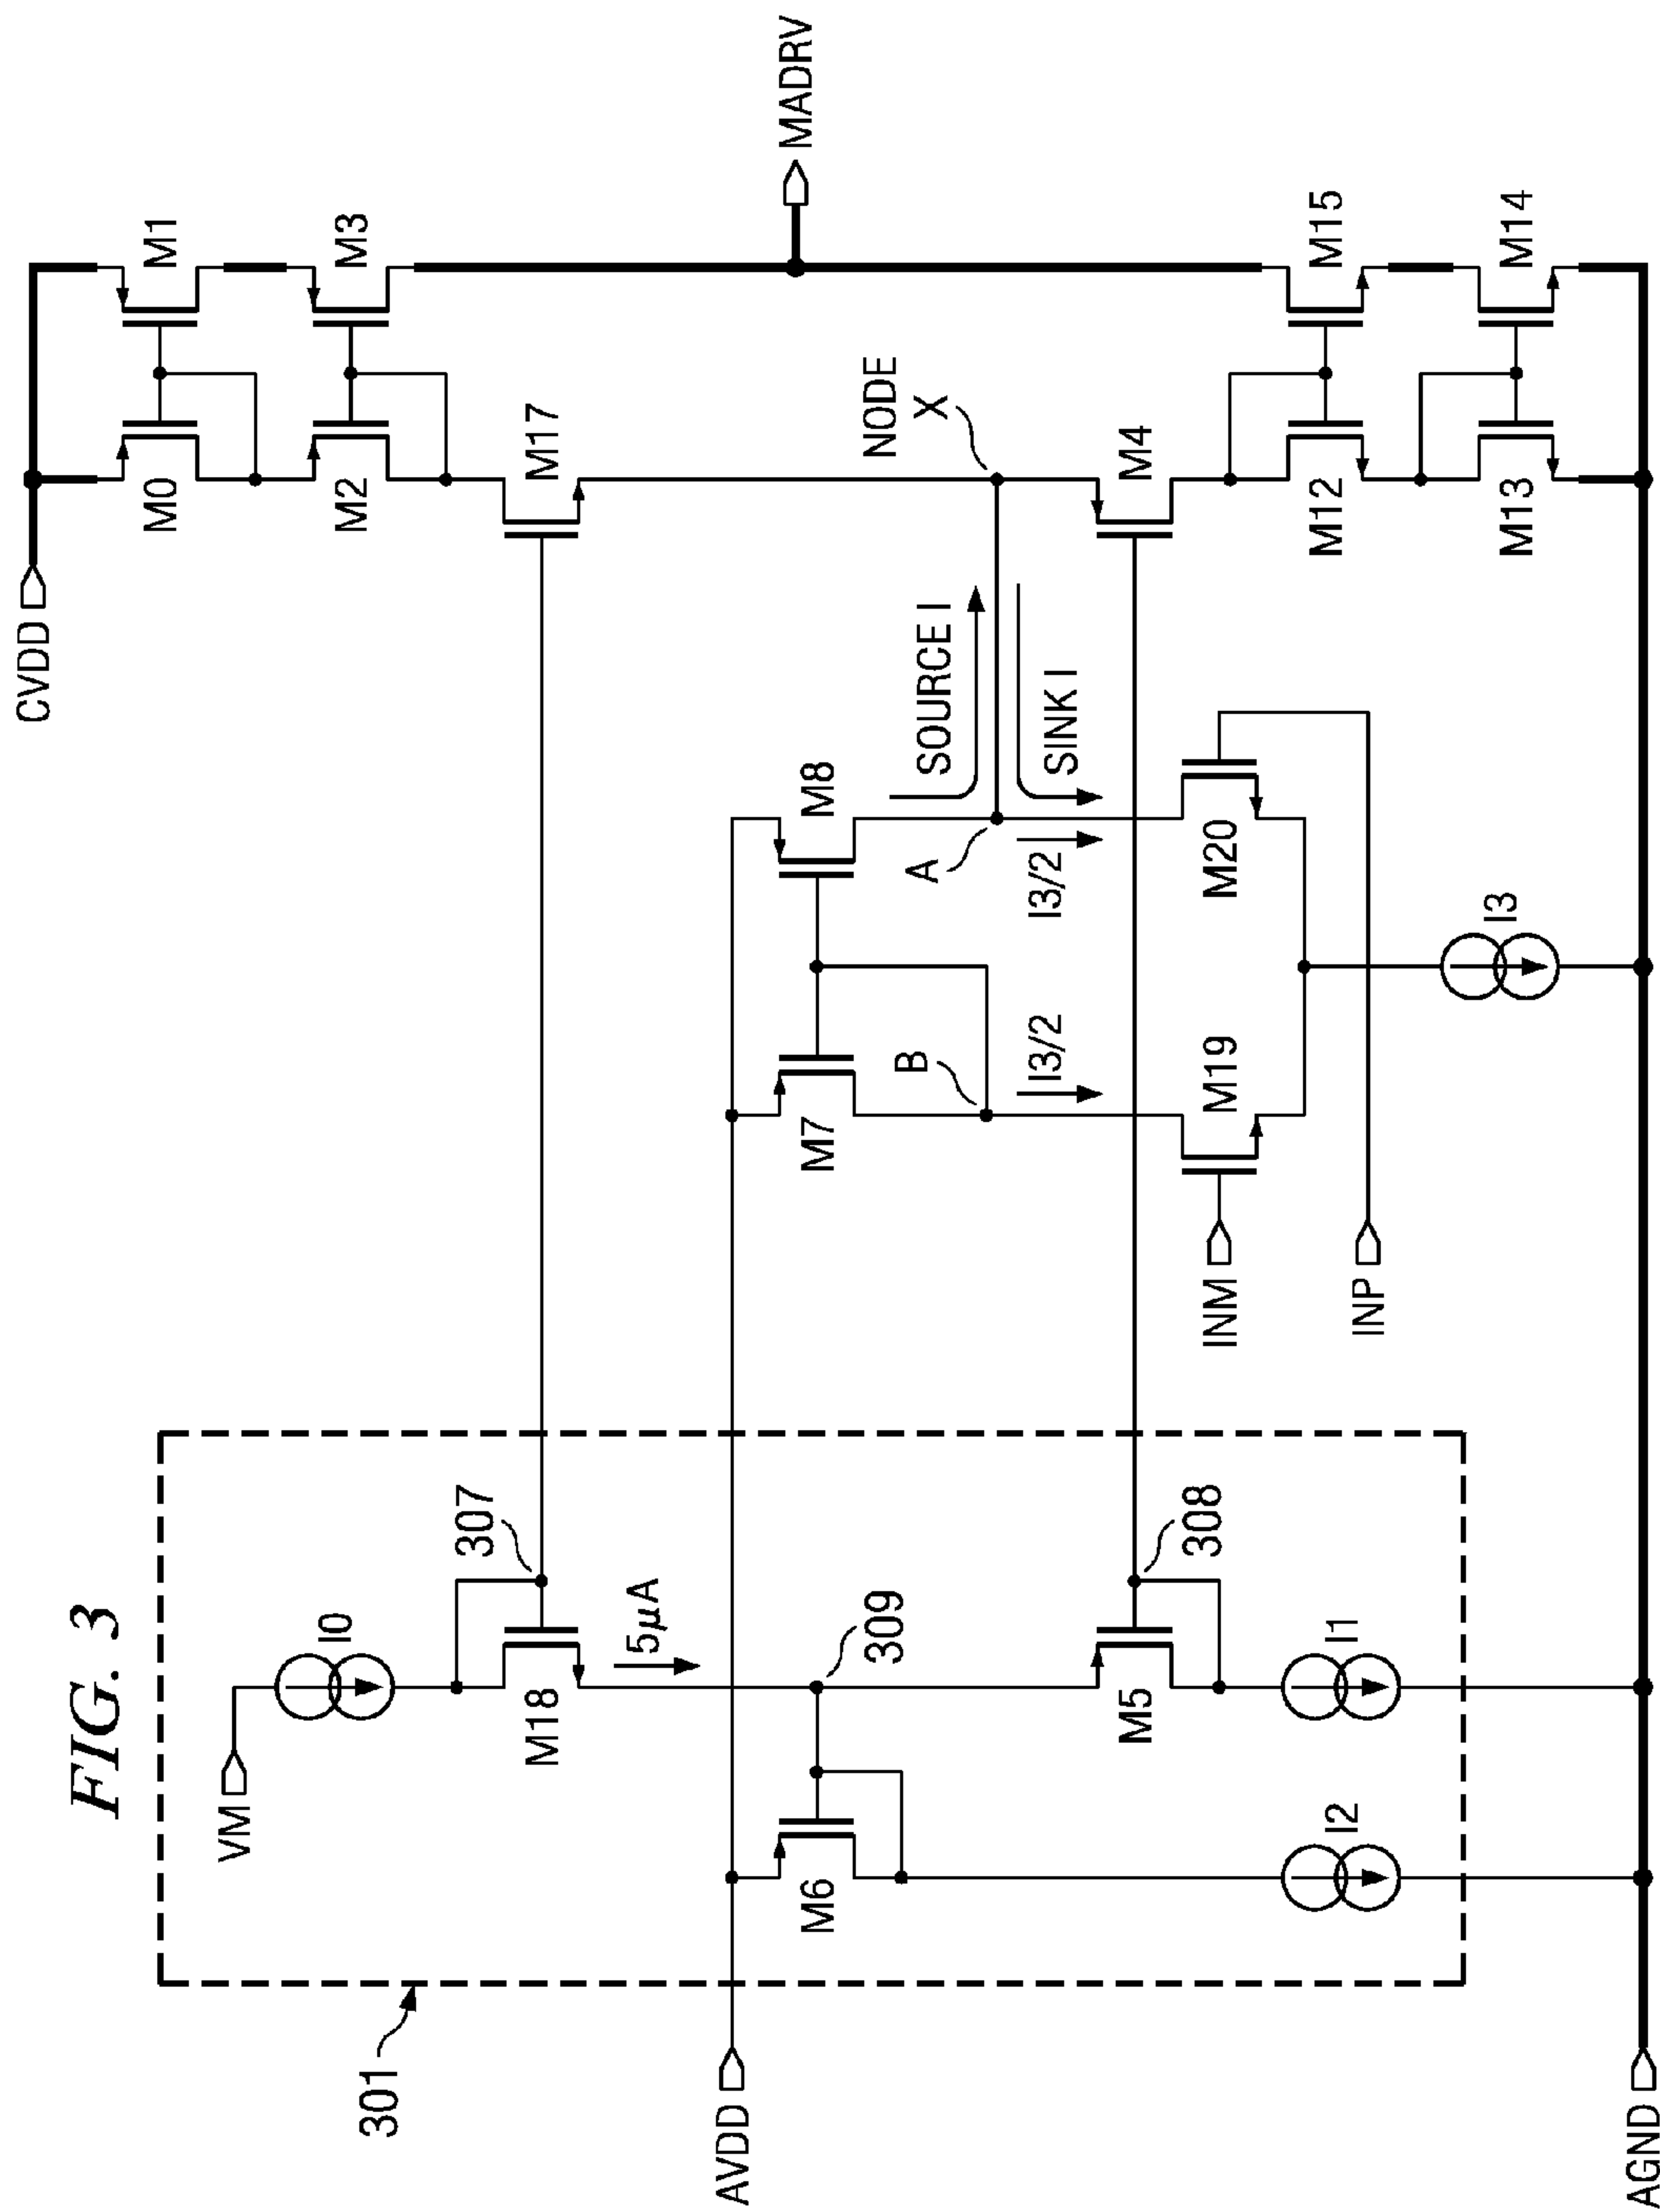 FIG. 3
CVDD
M0
M1
M2
M3
M17
MADRV
VM
I0
307
M18
5μA
301
AVDD
M6
309
M7
M8
B
A
I3/2
I3/2
SOURCE I
SINK I
NODE
X
M5
308
M4
INM
M19
M20
INP
M12
M15
M13
M14
I2
I1
I3
AGND